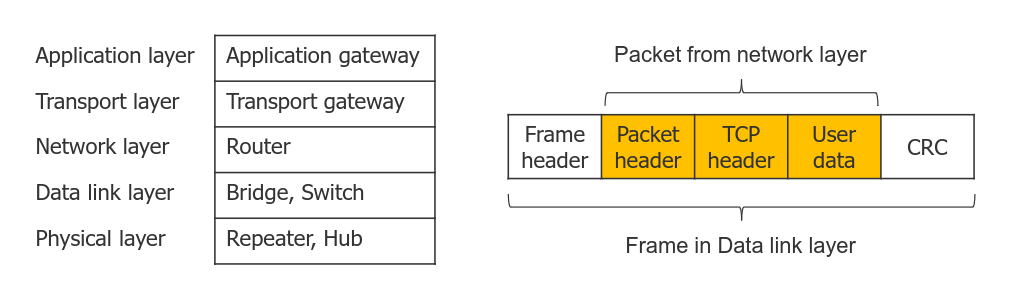 Application layer Application gateway
Transport layer Transport gateway
Network layer Router
Data link layer Bridge, Switch
Physical layer Repeater, Hub
Packet from network layer
Frame header
Packet header
TCP header
User data
CRC
Frame in Data link layer